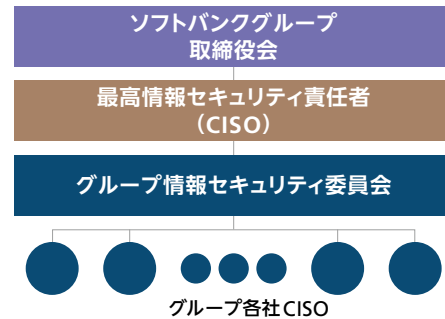 ソフトバンクグループ
取締役会
最高情報セキュリティ責任者
（CISO）
グループ情報セキュリティ委員会
グループ各社CISO